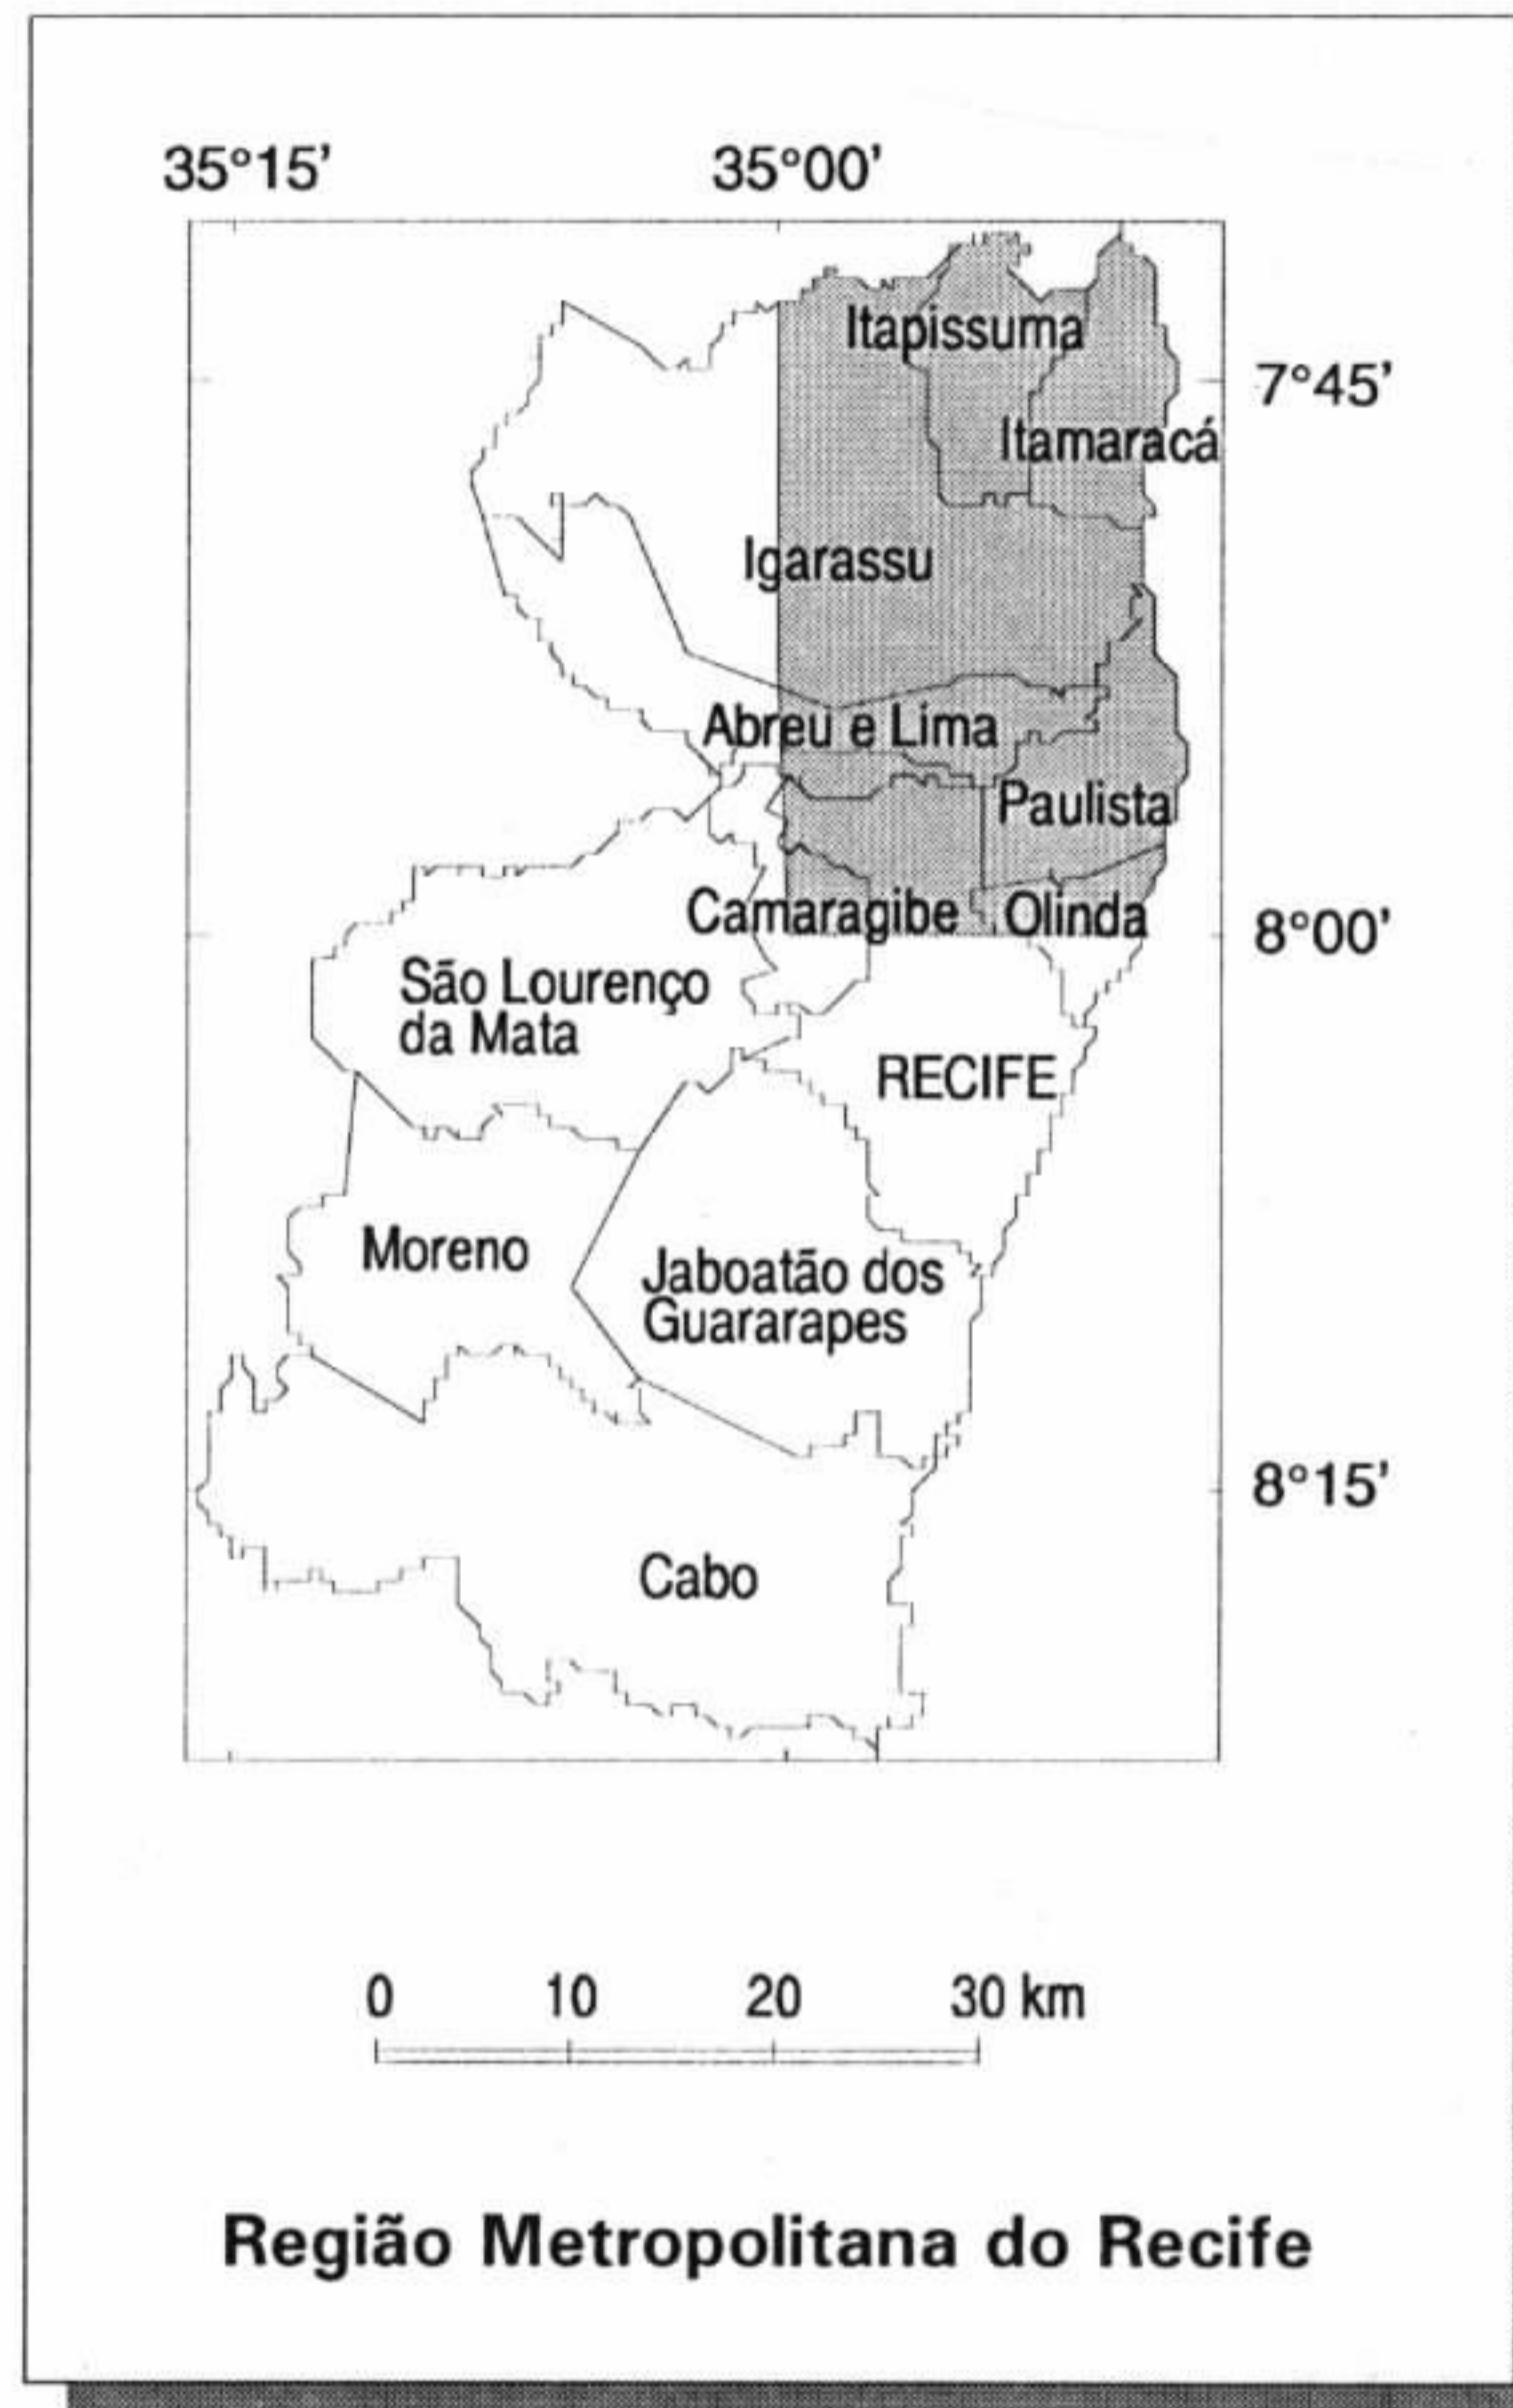 35°15' 35°00'
Itapissuma
7°45'
Itamaracá
Igarassu
Abreu e Lima
Paulista
Camaragibe Olinda
8°00'
São Lourenço
da Mata
RECIFE
Moreno
Jaboatão dos
Guararapes
8°15'
Cabo
0 10 20 30 km
Região Metropolitana do Recife